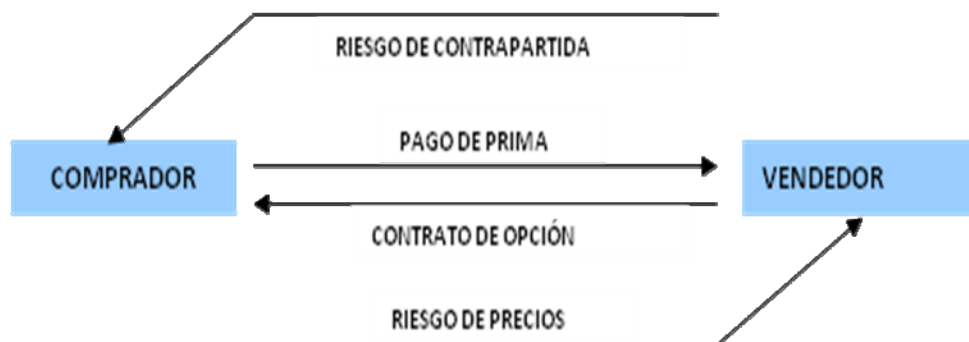 RIESGO DE CONTRAPARTIDA
PAGO DE PRIMA
COMPRADOR
VENDEDOR
CONTRATO DE OPCIÓN
RIESGO DE PRECIOS